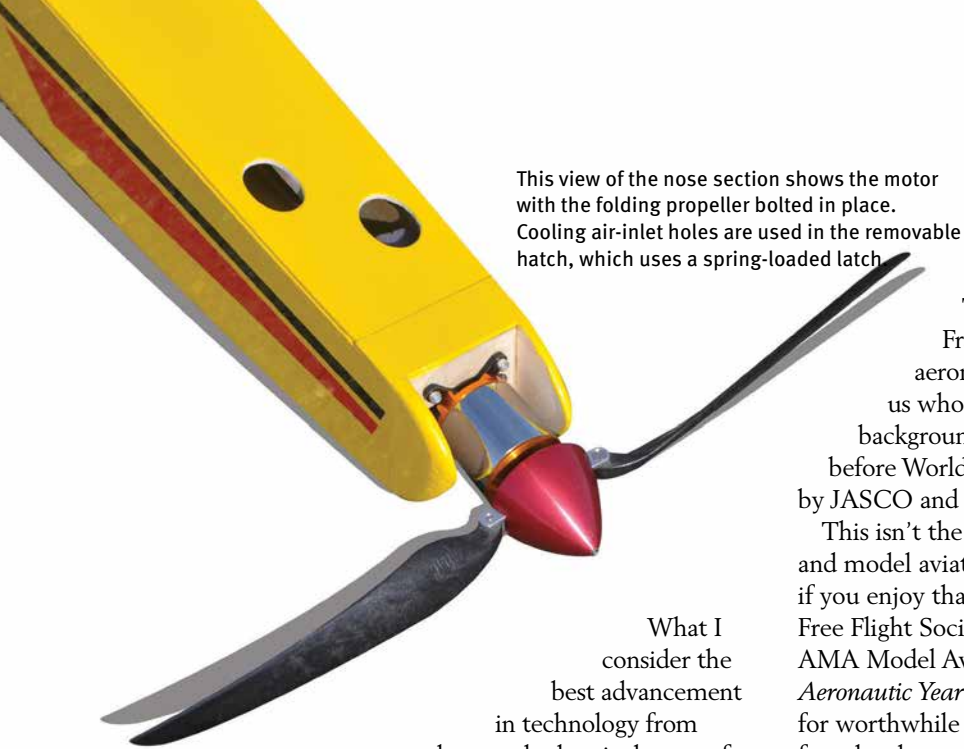 This view of the nose section shows the motor
with the folding propeller bolted in place.
Cooling air-inlet holes are used in the removable
hatch, which uses a spring-loaded latch.
What I
consider the
best advancement
in technology from
Fr
aeron
us who
backgroun
before World
by JASCO and
This isn't the
and model aviat
if you enjoy tha
Free Flight Soci
AMA Model Av
Aeronautic Year
for worthwhile